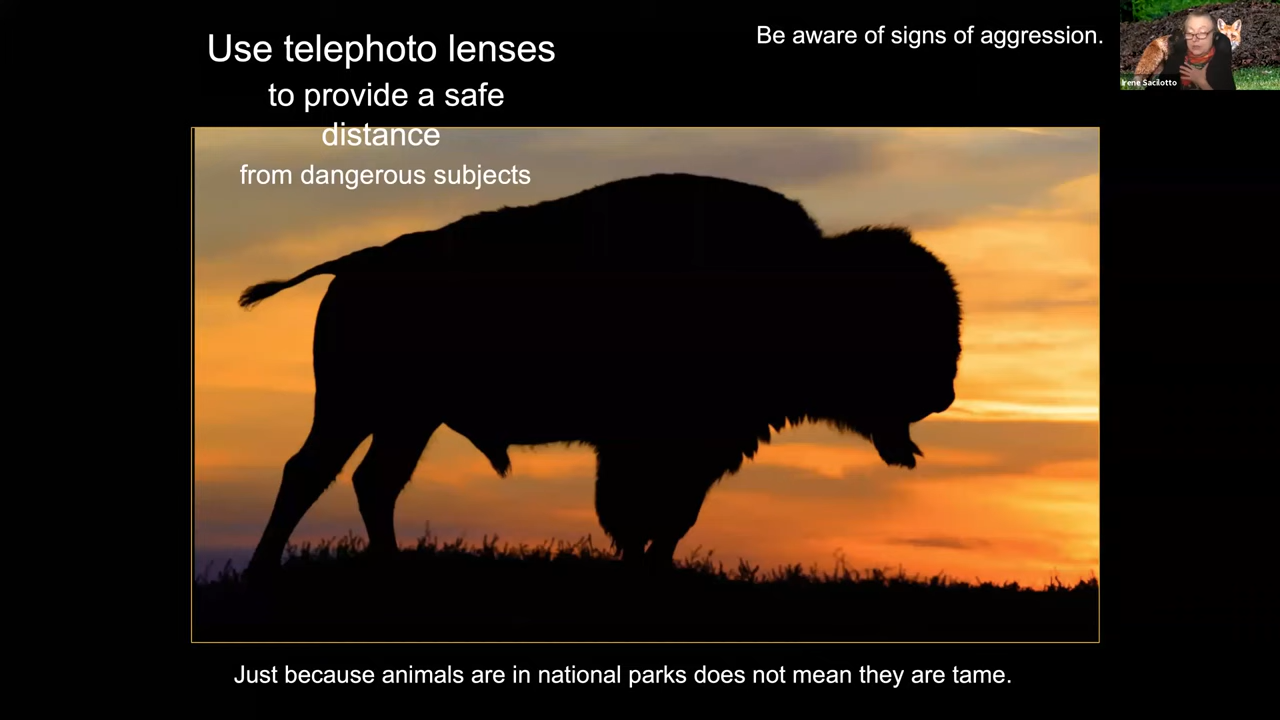 Use telephoto lenses
to provide a safe
distance
from dangerous subjects
Be aware of signs of aggression.
Irene Sacilotto
Just because animals are in national parks does not mean they are tame.